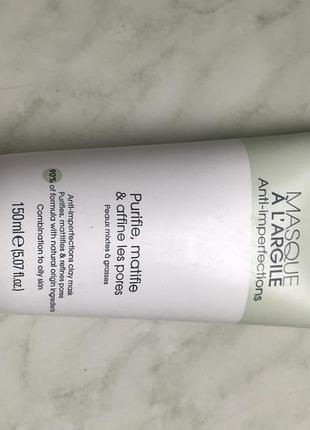 MASQUE
À L'ARGILE
Anti-imperfections
Purifie, matifie
& affine les pores
Peaux mixtes à grasses
Anti-imperfections clay mask
Purifies, mattifies & refines pores
90% of formula with natural origin ingredien
Combination to oily skin
150ml e (5.07 fl.oz.)